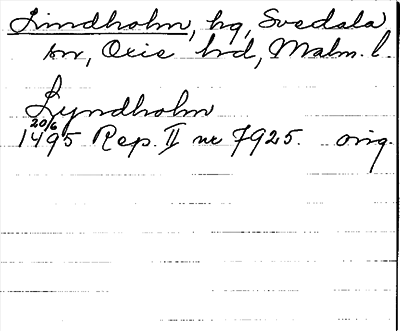 Lindholm, hg, Svedala
sn, Oxie hd, Malm. l.
Lyndholm
20/6
1495 Rep. II nr 7925. orig.